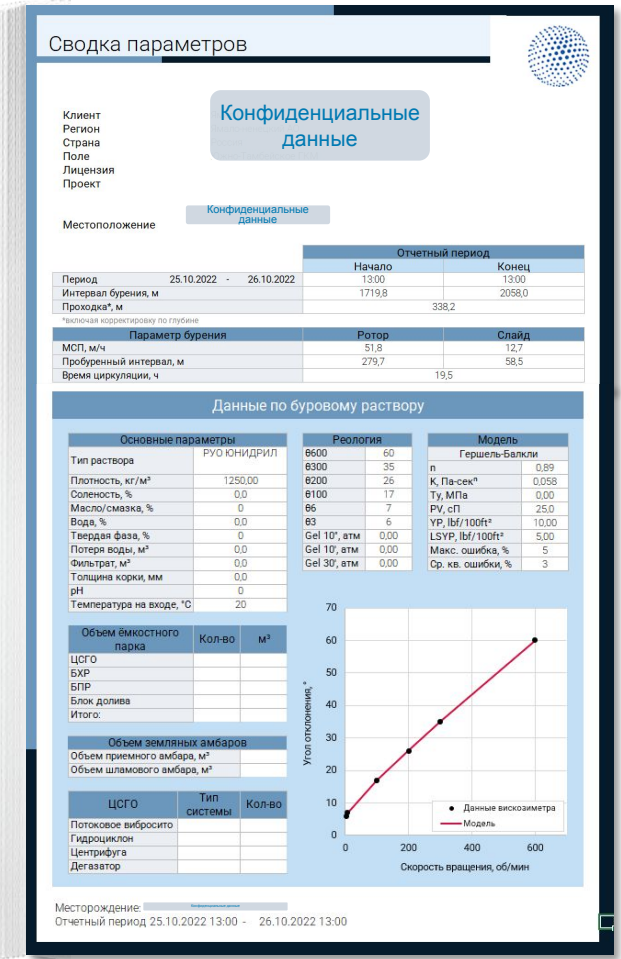 Сводка параметров
Конфиденциальные
данные
Клиент
Регион
Страна
Поле
Лицензия
Проект
Конфиденциальные
данные
Местоположение
Отчетный период
Начало Конец
Период 25.10.2022 - 26.10.2022 13:00 13:00
Интервал бурения, м 1719,8 2058,0
Проходка*, м 338,2
*включая корректировку по глубине
Параметр бурения Ротор Слайд
МСП, м/ч 51,8 12,7
Пробуренный интервал, м 279,7 58,5
Время циркуляции, ч 19,5
Данные по буровому раствору
Основные параметры
Тип раствора РУО ЮНИДРИЛ
Плотность, кг/м³ 1250,00
Соленость, % 0,0
Масло/смазка, % 0
Вода, % 0,0
Твердая фаза, % 0
Потеря воды, м³ 0,0
Фильтрат, м³ 0,0
Толщина корки, мм 0,0
pH 0
Температура на входе, °C 20
Реология
θ600 60
θ300 35
θ200 26
θ100 17
θ6 7
θ3 6
Gel 10", атм 0,00
Gel 10', атм 0,00
Gel 30', атм 0,00
Модель
Гершель-Балкли
n 0,89
K, Па-секⁿ 0,058
Ty, МПа 0,00
PV, сП 25,0
YP, lbf/100ft² 10,00
LSYP, lbf/100ft² 5,00
Макс. ошибка, % 5
Ср. кв. ошибки, % 3
Объем ёмкостного
парка Кол-во м³
ЦСГО
БХР
БПР
Блок долива
Итого:
Объем земляных амбаров
Объем приемного амбара, м³
Объем шламового амбара, м³
ЦСГО Тип
системы Кол-во
Потоковое вибросито
Гидроциклон
Центрифуга
Дегазатор
70
60
50
40
30
20
10
0
Угол отклонения,°
0 200 400 600
Скорость вращения, об/мин
Данные вискозиметра
Модель
Месторождение:
Отчетный период 25.10.2022 13:00 - 26.10.2022 13:00